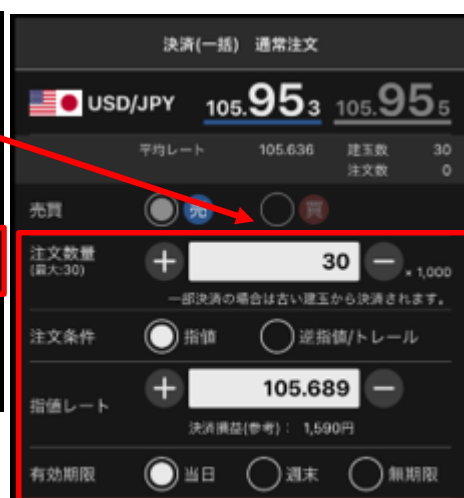 決済(一括) 通常注文
USD/JPY 105.953 105.955
平均レート 105.636 建玉数 30
注文数 0
売買 売 買
注文数量 + 30 − × 1,000
(最大:30)
一部決済の場合は古い建玉から決済されます。
注文条件 指値 逆指値/トレール
指値レート + 105.689 −
決済損益(参考): 1,590円
有効期限 当日 週末 無期限